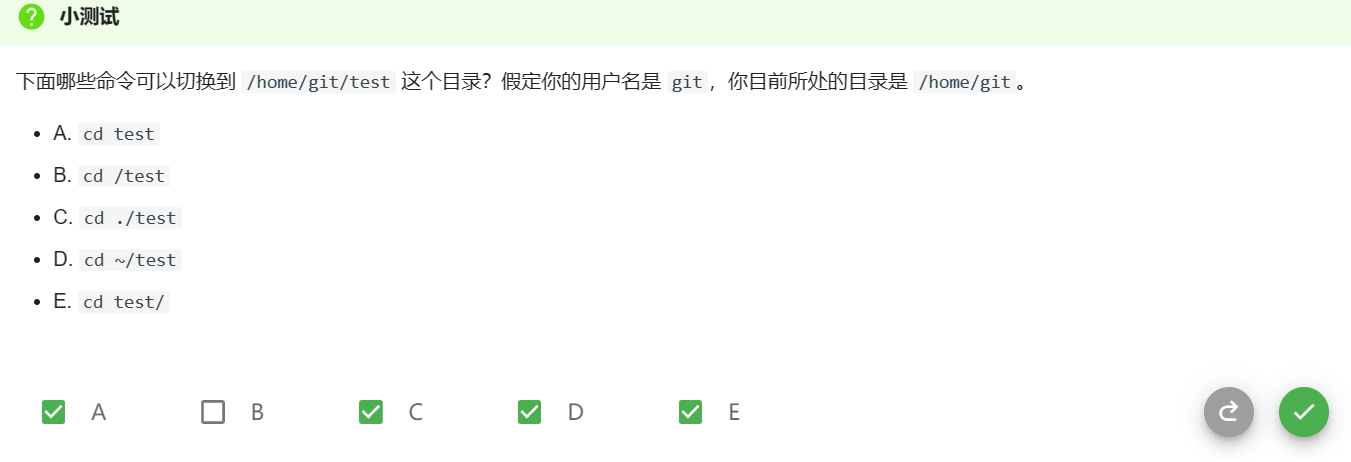 小测试
下面哪些命令可以切换到 /home/git/test 这个目录？假定你的用户名是 git，你目前所处的目录是 /home/git。
A. cd test
B. cd /test
C. cd ./test
D. cd ~/test
E. cd test/
A B C D E